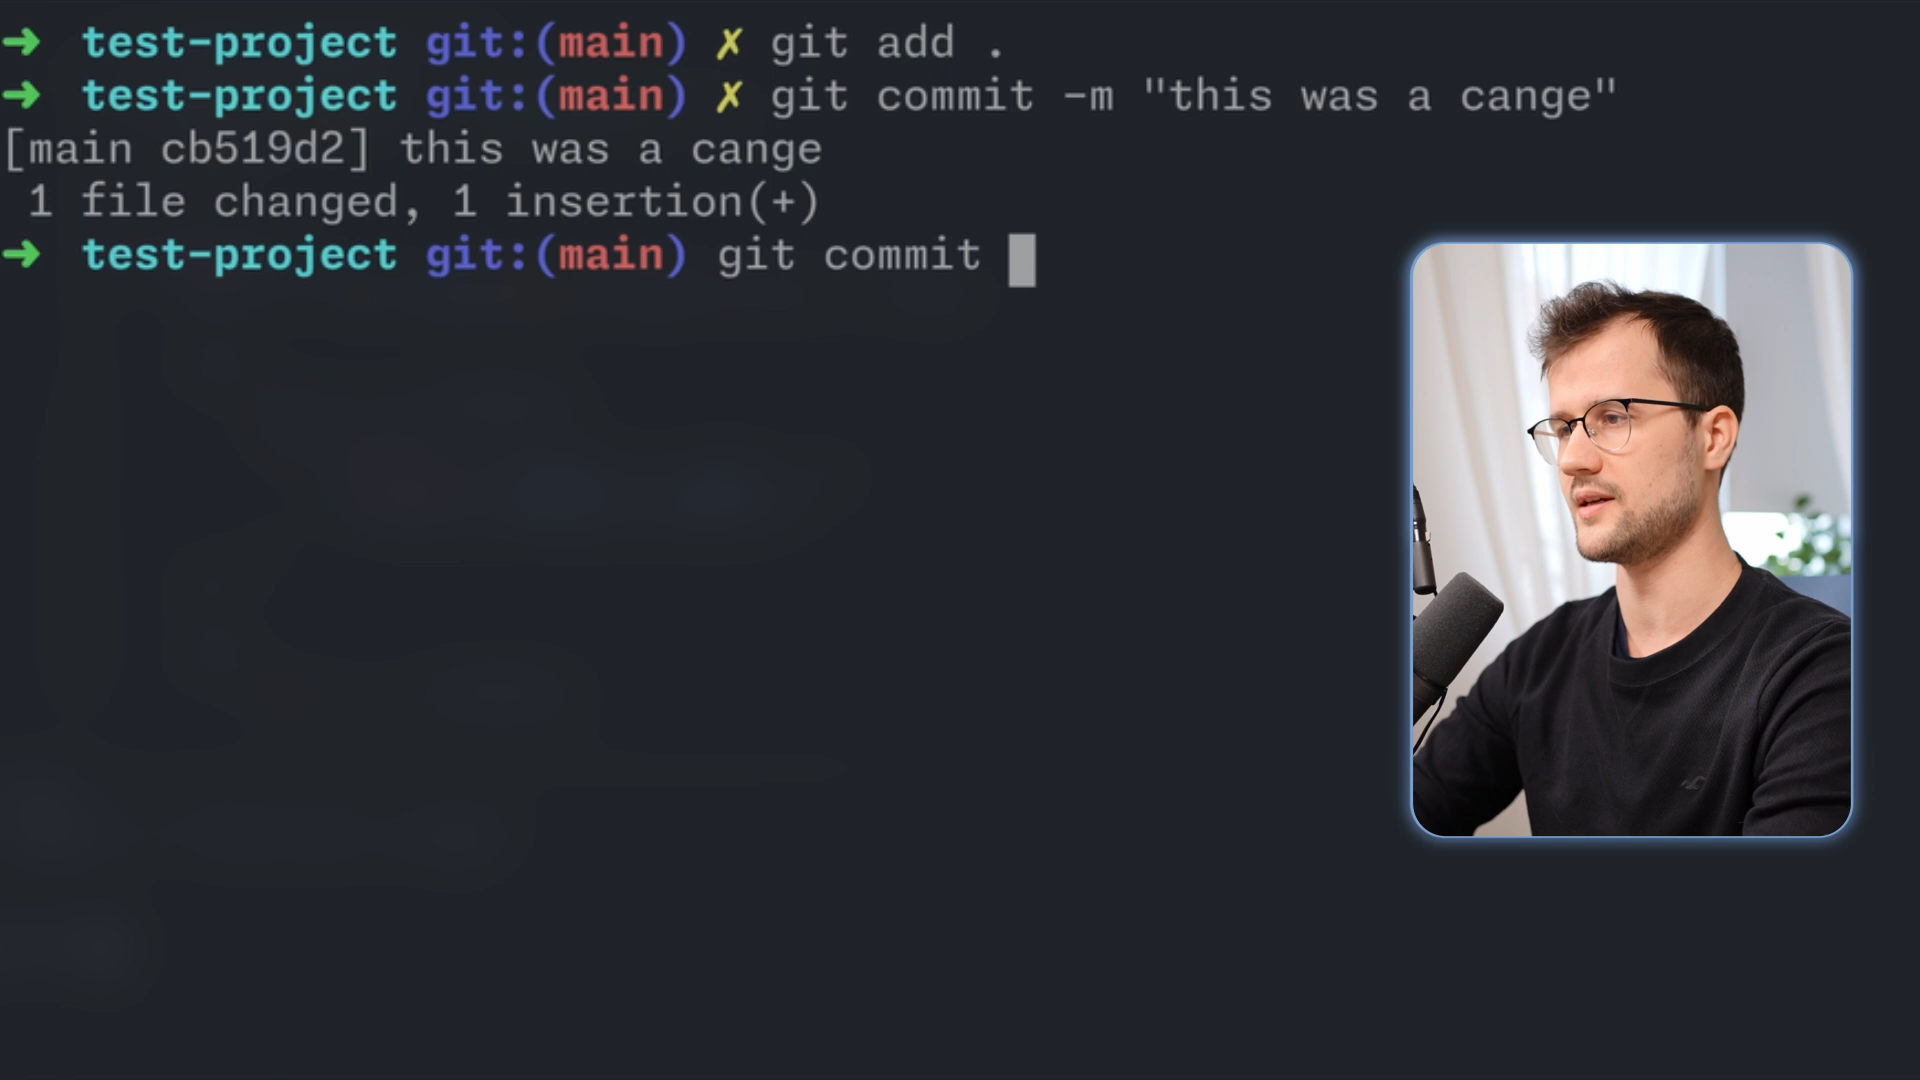 ➜ test-project git:(main) ✗ git add .
➜ test-project git:(main) ✗ git commit -m "this was a cange"
[main cb519d2] this was a cange
1 file changed, 1 insertion(+)
➜ test-project git:(main) git commit